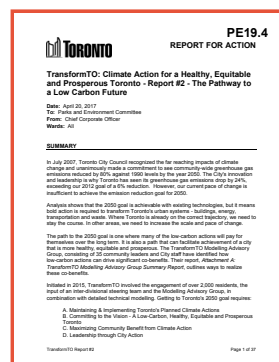 PE19.4
REPORT FOR ACTION
TORONTO
TransformTO: Climate Action for a Healthy, Equitable
and Prosperous Toronto - Report #2 - The Pathway to
a Low Carbon Future
Date: April 20, 2017
To: Parks and Environment Committee
From: Chief Corporate Officer
Wards: All
SUMMARY
In July 2007, Toronto City Council recognized the far reaching impacts of climate
change and unanimously made a commitment to see community-wide greenhouse gas
emissions reduced by 80% against 1990 levels by the year 2050. The City's innovation
and leadership is why Toronto has seen its greenhouse gas emissions drop by 24%,
exceeding our 2012 goal of a 6% reduction. However, our current pace of change is
insufficient to achieve the emission reduction goal for 2050.
Analysis shows that the 2050 goal is achievable with existing technologies, but it means
bold action is required to transform Toronto's urban systems - buildings, energy,
transportation and waste. Where Toronto is already on the correct trajectory, we need to
stay the course. In other areas, we need to increase the scale and pace of action.
The path to the 2050 goal is one where many of the low-carbon actions will pay for
themselves over the long term. It is also a path that can facilitate achievement of a city
that is more healthy, equitable and prosperous. The TransformTO Modelling Advisory
Group, consisting of 35 community leaders and City staff have identified how
low-carbon actions can drive significant co-benefits. Their report, Attachment A:
TransformTO Modelling Advisory Group Summary Report, outlines ways to realize
these co-benefits.
Initiated in 2015, TransformTO involved the engagement of over 2,000 residents, the
input of an inter-divisional steering team and the Modelling Advisory Group, in
combination with detailed technical modelling. Getting to Toronto's 2050 goal requires:
A. Maintaining & Implementing Toronto's Planned Climate Actions
B. Committing to the Vision - A Low-Carbon, Healthy, Equitable and Prosperous
Toronto
C. Maximizing Community Benefit from Climate Action
D. Leadership through City Action
TransformTO Report #2 Page 1 of 37